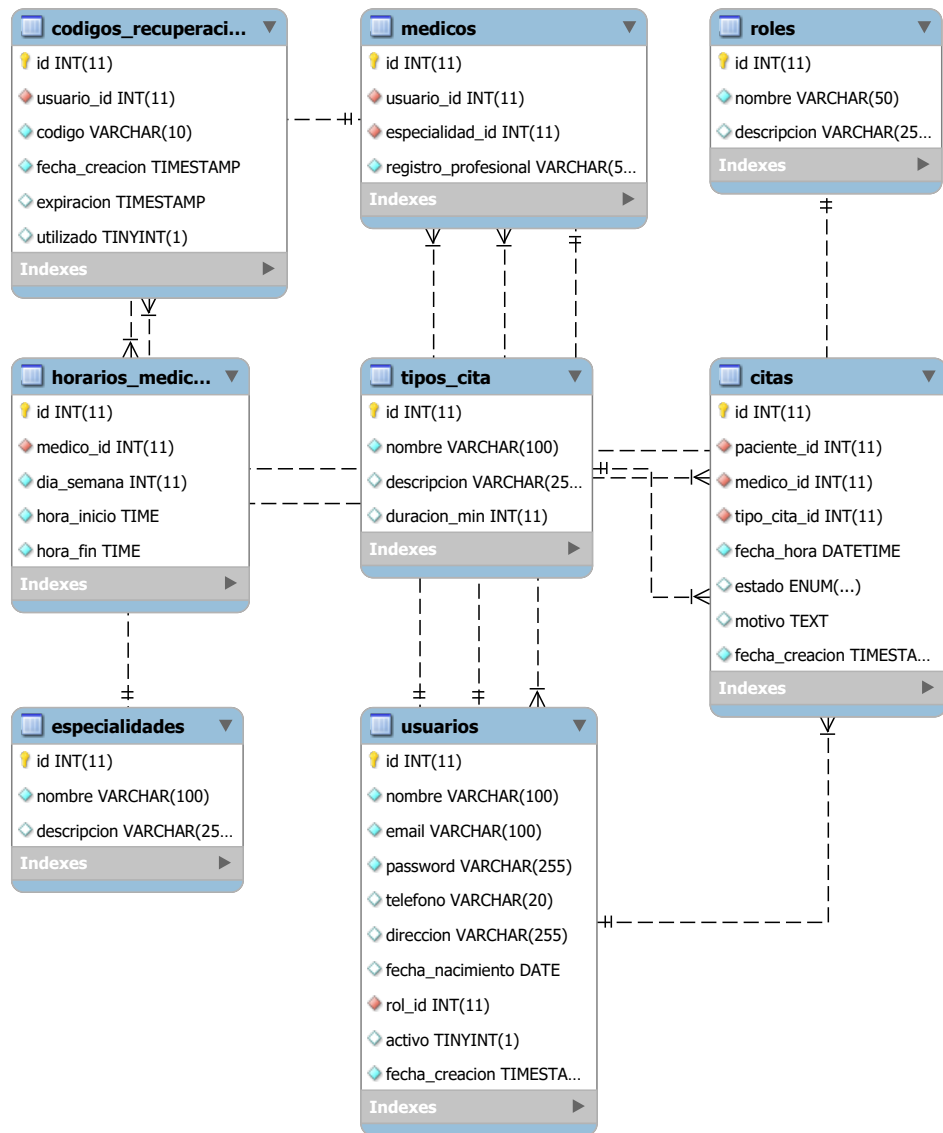 codigos_recuperaci...
id INT(11)
usuario_id INT(11)
codigo VARCHAR(10)
fecha_creacion TIMESTAMP
expiracion TIMESTAMP
utilizado TINYINT(1)
Indexes
medicos
id INT(11)
usuario_id INT(11)
especialidad_id INT(11)
registro_profesional VARCHAR(5...
Indexes
roles
id INT(11)
nombre VARCHAR(50)
descripcion VARCHAR(25...
Indexes
horarios_medic...
id INT(11)
medico_id INT(11)
dia_semana INT(11)
hora_inicio TIME
hora_fin TIME
Indexes
tipos_cita
id INT(11)
nombre VARCHAR(100)
descripcion VARCHAR(25...
duracion_min INT(11)
Indexes
citas
id INT(11)
paciente_id INT(11)
medico_id INT(11)
tipo_cita_id INT(11)
fecha_hora DATETIME
estado ENUM(...)
motivo TEXT
fecha_creacion TIMESTA...
Indexes
especialidades
id INT(11)
nombre VARCHAR(100)
descripcion VARCHAR(25...
Indexes
usuarios
id INT(11)
nombre VARCHAR(100)
email VARCHAR(100)
password VARCHAR(255)
telefono VARCHAR(20)
direccion VARCHAR(255)
fecha_nacimiento DATE
rol_id INT(11)
activo TINYINT(1)
fecha_creacion TIMESTA...
Indexes